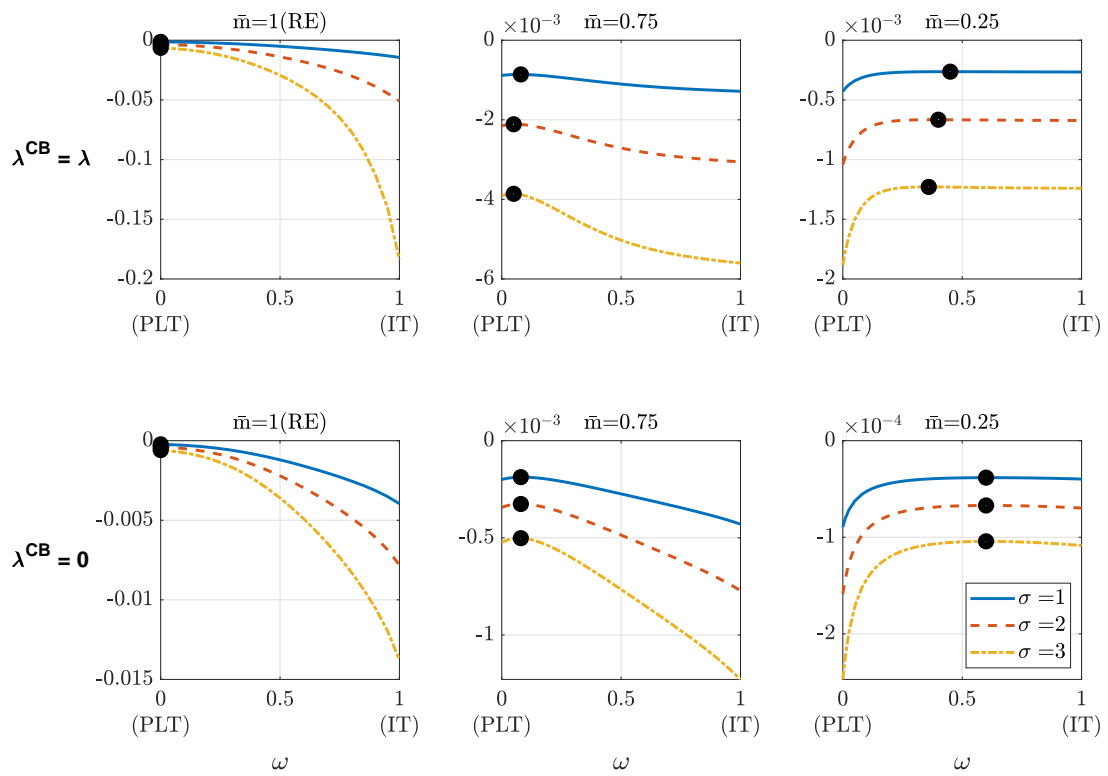 m̄=1(RE)
0
-0.05
-0.1
-0.15
-0.2
0
0.5
1
(PLT)
(IT)
λ^CB = λ
×10⁻³
m̄=0.75
0
-2
-4
-6
0
0.5
1
(PLT)
(IT)
×10⁻³
m̄=0.25
0
-0.5
-1
-1.5
-2
0
0.5
1
(PLT)
(IT)
m̄=1(RE)
0
-0.005
-0.01
-0.015
0
0.5
1
(PLT)
(IT)
ω
λ^CB = 0
×10⁻³
m̄=0.75
0
-0.5
-1
0
0.5
1
(PLT)
(IT)
ω
×10⁻⁴
m̄=0.25
0
-1
-2
σ =1
σ =2
σ =3
0
0.5
1
(PLT)
(IT)
ω